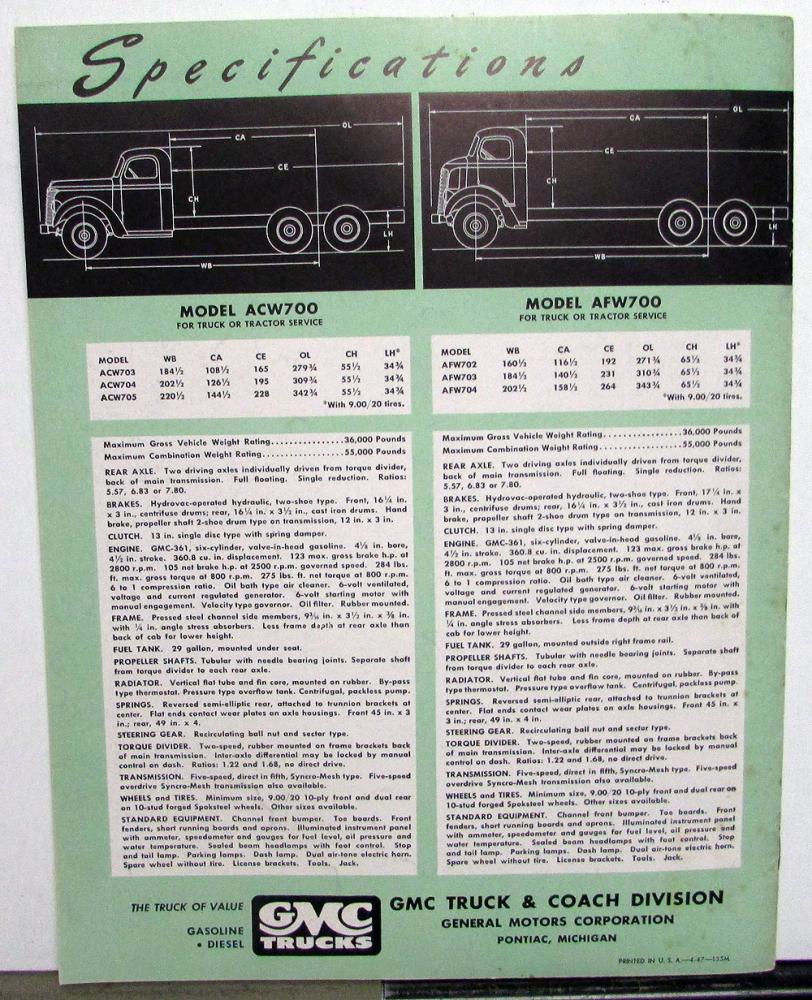 Specifications
OL
CA
CE
CH
LH
WB
OL
CA
CE
CH
LH
WB
MODEL ACW700
FOR TRUCK OR TRACTOR SERVICE
MODEL WB CA CE OL CH LH*
ACW703 184½ 108½ 165 279¾ 55½ 34¾
ACW704 202½ 126½ 195 309¾ 55½ 34¾
ACW705 220½ 144½ 228 342¾ 55½ 34¾
*With 9.00/20 tires.
Maximum Gross Vehicle Weight Rating................36,000 Pounds
Maximum Combination Weight Rating................55,000 Pounds
REAR AXLE. Two driving axles individually driven from torque divider,
back of main transmission. Full floating. Single reduction. Ratios:
5.57, 6.83 or 7.80.
BRAKES. Hydrovac-operated hydraulic, two-shoe type. Front, 16¼ in.
x 3 in., centrifuse drums; rear, 16¼ in. x 3½ in., cast iron drums. Hand
brake, propeller shaft 2-shoe drum type on transmission, 12 in. x 3 in.
CLUTCH. 13 in. single disc type with spring damper.
ENGINE. GMC-361, six-cylinder, valve-in-head gasoline. 4⅛ in. bore,
4½ in. stroke. 360.8 cu. in. displacement. 123 max. gross brake h.p. at
2800 r.p.m. 105 net brake h.p. at 2500 r.p.m. governed speed. 284 lbs.
ft. max. gross torque at 800 r.p.m. 275 lbs. ft. net torque at 800 r.p.m.
6 to 1 compression ratio. Oil bath type air cleaner. 6-volt ventilated,
voltage and current regulated generator. 6-volt starting motor with
manual engagement. Velocity type governor. Oil filter. Rubber mounted.
FRAME. Pressed steel channel side members, 9³⁄₁₆ in. x 3½ in. x ⅜ in.
with ¼ in. angle stress absorbers. Less frame depth at rear axle than
back of cab for lower height.
FUEL TANK. 29 gallon, mounted under seat.
PROPELLER SHAFTS. Tubular with needle bearing joints. Separate shaft
from torque divider to each rear axle.
RADIATOR. Vertical flat tube and fin core, mounted on rubber. By-pass
type thermostat. Pressure type overflow tank. Centrifugal, packless pump.
SPRINGS. Reversed semi-elliptic rear, attached to trunnion brackets at
center. Flat ends contact wear plates on axle housings. Front 45 in. x 3
in.; rear, 49 in. x 4.
STEERING GEAR. Recirculating ball nut and sector type.
TORQUE DIVIDER. Two-speed, rubber mounted on frame brackets back
of main transmission. Inter-axle differential may be locked by manual
control on dash. Ratios: 1.22 and 1.68, no direct drive.
TRANSMISSION. Five-speed, direct in fifth, Syncro-Mesh type. Five-speed
overdrive Syncro-Mesh transmission also available.
WHEELS and TIRES. Minimum size, 9.00/20 10-ply front and dual rear
on 10-stud forged Spoksteel wheels. Other sizes available.
STANDARD EQUIPMENT. Channel front bumper. Toe boards. Front
fenders, short running boards and aprons. Illuminated instrument panel
with ammeter, speedometer and gauges for fuel level, oil pressure and
water temperature. Sealed beam headlamps with foot control. Stop
and tail lamp. Parking lamps. Dash lamp. Dual air-tone electric horn.
Spare wheel without tire. License brackets. Tools. Jack.
MODEL AFW700
FOR TRUCK OR TRACTOR SERVICE
MODEL WB CA CE OL CH LH*
AFW702 160½ 116½ 192 271¾ 65½ 34¾
AFW703 184½ 140½ 231 310¾ 65½ 34¾
AFW704 202½ 158½ 264 343¾ 65½ 34¾
*With 9.00/20 tires.
Maximum Gross Vehicle Weight Rating................36,000 Pounds
Maximum Combination Weight Rating................55,000 Pounds
REAR AXLE. Two driving axles individually driven from torque divider,
back of main transmission. Full floating. Single reduction. Ratios:
5.57, 6.83 or 7.80.
BRAKES. Hydrovac-operated hydraulic, two-shoe type. Front, 17¼ in. x
3 in., centrifuse drums; rear, 16¼ in. x 3½ in., cast iron drums. Hand
brake, propeller shaft 2-shoe drum type on transmission, 12 in. x 3 in.
CLUTCH. 13 in. single disc type with spring damper.
ENGINE. GMC-361, six-cylinder, valve-in-head gasoline. 4⅛ in. bore,
4½ in. stroke. 360.8 cu. in. displacement. 123 max. gross brake h.p. at
2800 r.p.m. 105 net brake h.p. at 2500 r.p.m. governed speed. 284 lbs.
ft. max. gross torque at 800 r.p.m. 275 lbs. ft. net torque at 800 r.p.m.
6 to 1 compression ratio. Oil bath type air cleaner. 6-volt ventilated,
voltage and current regulated generator. 6-volt starting motor with
manual engagement. Velocity type governor. Oil filter. Rubber mounted.
FRAME. Pressed steel channel side members, 9³⁄₁₆ in. x 3½ in. x ⅜ in. with
¼ in. angle stress absorbers. Less frame depth at rear axle than back of
cab for lower height.
FUEL TANK. 29 gallon, mounted outside right frame rail.
PROPELLER SHAFTS. Tubular with needle bearing joints. Separate shaft
from torque divider to each rear axle.
RADIATOR. Vertical flat tube and fin core, mounted on rubber. By-pass
type thermostat. Pressure type overflow tank. Centrifugal, packless pump.
SPRINGS. Reversed semi-elliptic rear, attached to trunnion brackets at
center. Flat ends contact wear plates on axle housings. Front 45 in. x
3 in.; rear, 49 in. x 4 in.
STEERING GEAR. Recirculating ball nut and sector type.
TORQUE DIVIDER. Two-speed, rubber mounted on frame brackets back
of main transmission. Inter-axle differential may be locked by manual
control on dash. Ratios: 1.22 and 1.68, no direct drive.
TRANSMISSION. Five-speed, direct in fifth, Syncro-Mesh type. Five-speed
overdrive Syncro-Mesh transmission also available.
WHEELS and TIRES. Minimum size, 9.00/20 10-ply front and dual rear on
10-stud forged Spoksteel wheels. Other sizes available.
STANDARD EQUIPMENT. Channel front bumper. Toe boards. Front
fenders, short running boards and aprons. Illuminated instrument panel
with ammeter, speedometer and gauges for fuel level, oil pressure and
water temperature. Sealed beam headlamps with foot control. Stop
and tail lamp. Parking lamps. Dash lamp. Dual air-tone electric horn.
Spare wheel without tire. License brackets. Tools. Jack.
THE TRUCK OF VALUE
GASOLINE
• DIESEL
GMC
TRUCKS
GMC TRUCK & COACH DIVISION
GENERAL MOTORS CORPORATION
PONTIAC, MICHIGAN
PRINTED IN U. S. A.—4-47—135M